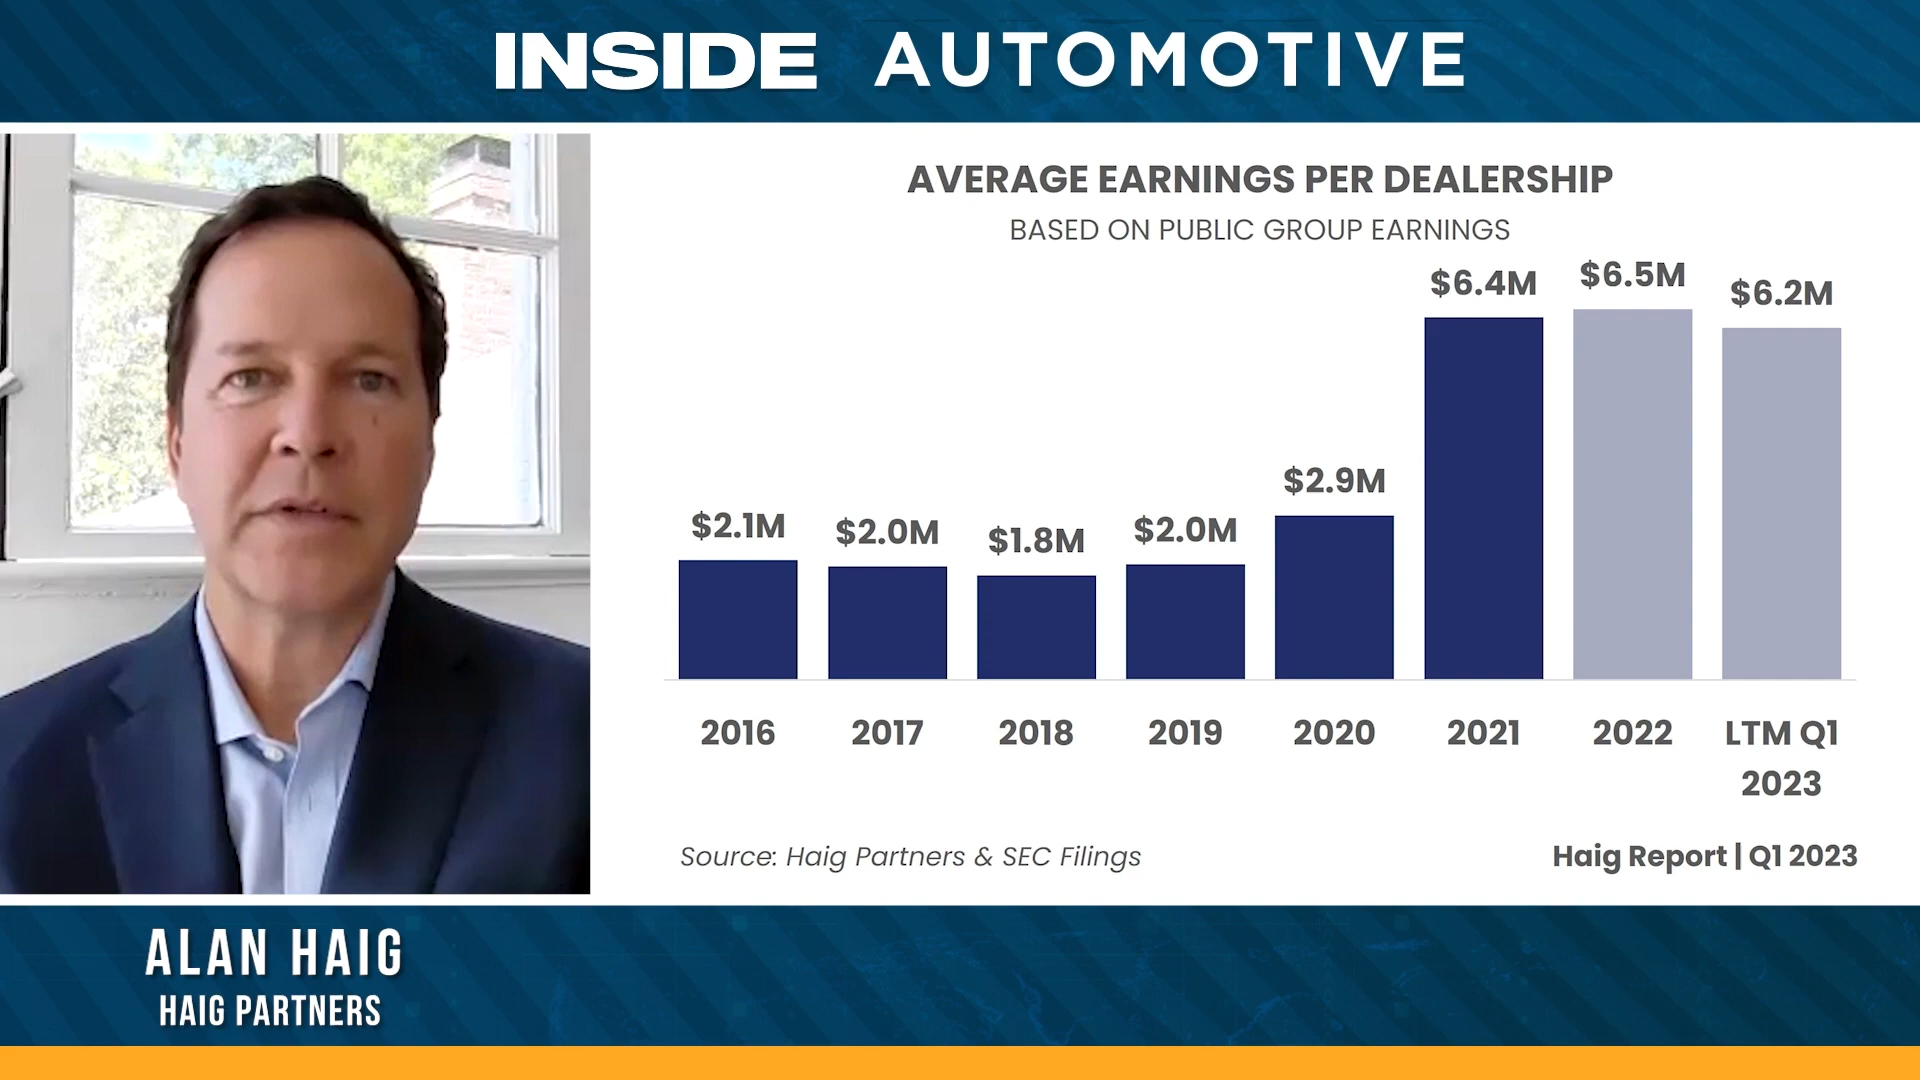 INSIDE AUTOMOTIVE
AVERAGE EARNINGS PER DEALERSHIP
BASED ON PUBLIC GROUP EARNINGS
$2.1M $2.0M $1.8M $2.0M $2.9M $6.4M $6.5M $6.2M
2016 2017 2018 2019 2020 2021 2022 LTM Q1 2023
Source: Haig Partners & SEC Filings
Haig Report | Q1 2023
ALAN HAIG
HAIG PARTNERS